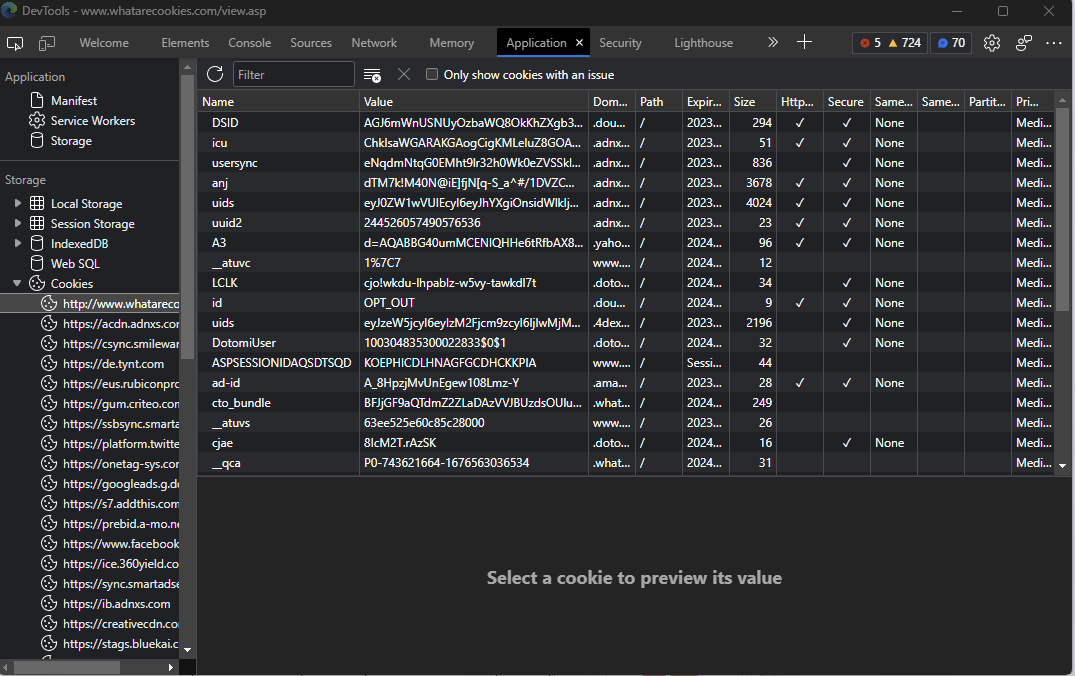 DevTools - www.whatarecookies.com/view.asp
Welcome Elements Console Sources Network Memory Application Security Lighthouse 5 724 70
Application
Manifest
Service Workers
Storage
Storage
Local Storage
Session Storage
IndexedDB
Web SQL
Cookies
http://www.whatareco
https://acdn.adnxs.cor
https://csync.smilewar
https://de.tynt.com
https://eus.rubiconpro
https://gum.criteo.com
https://ssbsync.smarta
https://platform.twitte
https://onetag-sys.cor
https://googleads.g.do
https://s7.addthis.com
https://prebid.a-mo.ne
https://www.facebook
https://ice.360yield.co
https://sync.smartadse
https://ib.adnxs.com
https://creativecdn.co
https://stags.bluekai.c
Filter Only show cookies with an issue
Name Value Dom... Path Expir... Size Http... Secure Same... Same... Partit... Pri...
DSID AGJ6mWnUSNUyOzbaWQ8OkKhZXgb3... .dou... / 2023... 294 ✓ ✓ None Medi...
icu ChkIsaWGARAKGAogCigKMLeIuZ8GOA... .adnx... / 2023... 51 ✓ ✓ None Medi...
usersync eNqdmNtqG0EMht9lr32h0Wk0eZVSSkl... .adnx... / 2023... 836 ✓ None Medi...
anj dTM7k!M40N@iE]fjN[q-S_a^#/1DVZC... .adnx... / 2023... 3678 ✓ ✓ None Medi...
uids eyJ0ZW1wVUlEcyI6eyJhYXgiOnsidWlkIj... .adnx... / 2023... 4024 ✓ ✓ None Medi...
uuid2 244526057490576536 .adnx... / 2023... 23 ✓ ✓ None Medi...
A3 d=AQABBG40umMCENIQHHe6tRfbAX8... .yaho... / 2024... 96 ✓ ✓ None Medi...
__atuvc 1%7C7 www.... / 2024... 12 Medi...
LCLK cjo!wkdu-lhpablz-w5vy-tawkdl7t .doto... / 2024... 34 ✓ None Medi...
id OPT_OUT .dou... / 2024... 9 ✓ ✓ None Medi...
uids eyJzeW5jcyI6eyIzM2Fjcm9zcyI6IjIwMjM... .4dex... / 2023... 2196 ✓ None Medi...
DotomiUser 100304835300022833$0$1 .doto... / 2024... 32 ✓ None Medi...
ASPSESSIONIDAQSDTSQD KOEPHICDLHNAGFGCDHCKKPIA www.... / Sessi... 44 Medi...
ad-id A_8HpzjMvUnEgew108Lmz-Y .ama... / 2023... 28 ✓ ✓ None Medi...
cto_bundle BFJjGF9aQTdmZ2ZLaDAzVVJBUzdsOUlu... .what... / 2024... 249 Medi...
__atuvs 63ee525e60c85c28000 www.... / 2023... 26 Medi...
cjae 8IcM2T.rAzSK .doto... / 2024... 16 ✓ None Medi...
__qca P0-743621664-1676563036534 .what... / 2024... 31 Medi...
Select a cookie to preview its value